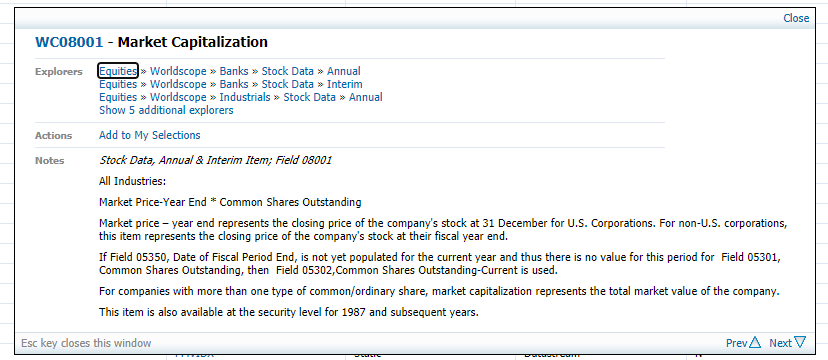 Close
WC08001 - Market Capitalization
Explorers
Equities » Worldscope » Banks » Stock Data » Annual
Equities » Worldscope » Banks » Stock Data » Interim
Equities » Worldscope » Industrials » Stock Data » Annual
Show 5 additional explorers
Actions
Add to My Selections
Notes
Stock Data, Annual & Interim Item; Field 08001
All Industries:
Market Price-Year End * Common Shares Outstanding
Market price – year end represents the closing price of the company's stock at 31 December for U.S. Corporations. For non-U.S. corporations,
this item represents the closing price of the company's stock at their fiscal year end.
If Field 05350, Date of Fiscal Period End, is not yet populated for the current year and thus there is no value for this period for Field 05301,
Common Shares Outstanding, then Field 05302,Common Shares Outstanding-Current is used.
For companies with more than one type of common/ordinary share, market capitalization represents the total market value of the company.
This item is also available at the security level for 1987 and subsequent years.
Esc key closes this window
Prev Next